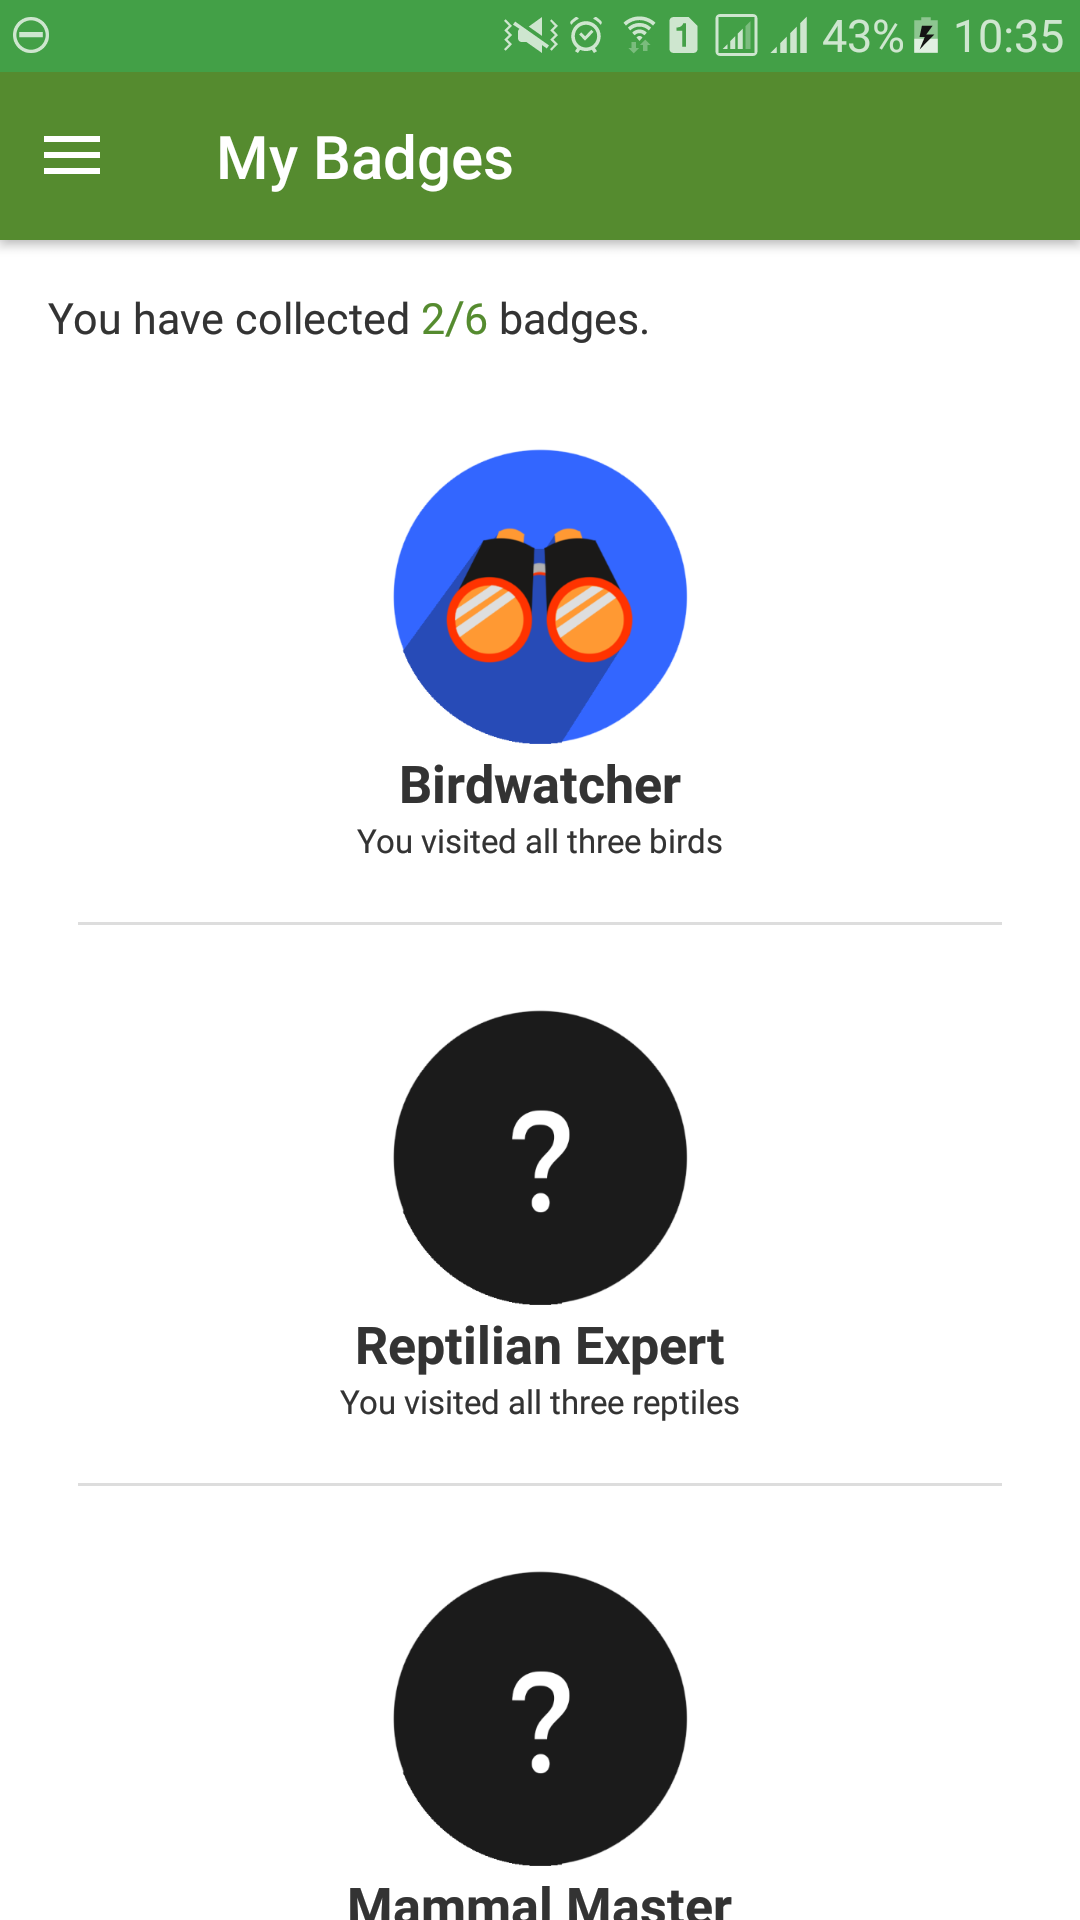 1 43% 10:35
My Badges
You have collected 2/6 badges.
Birdwatcher
You visited all three birds
?
Reptilian Expert
You visited all three reptiles
?
Mammal Master